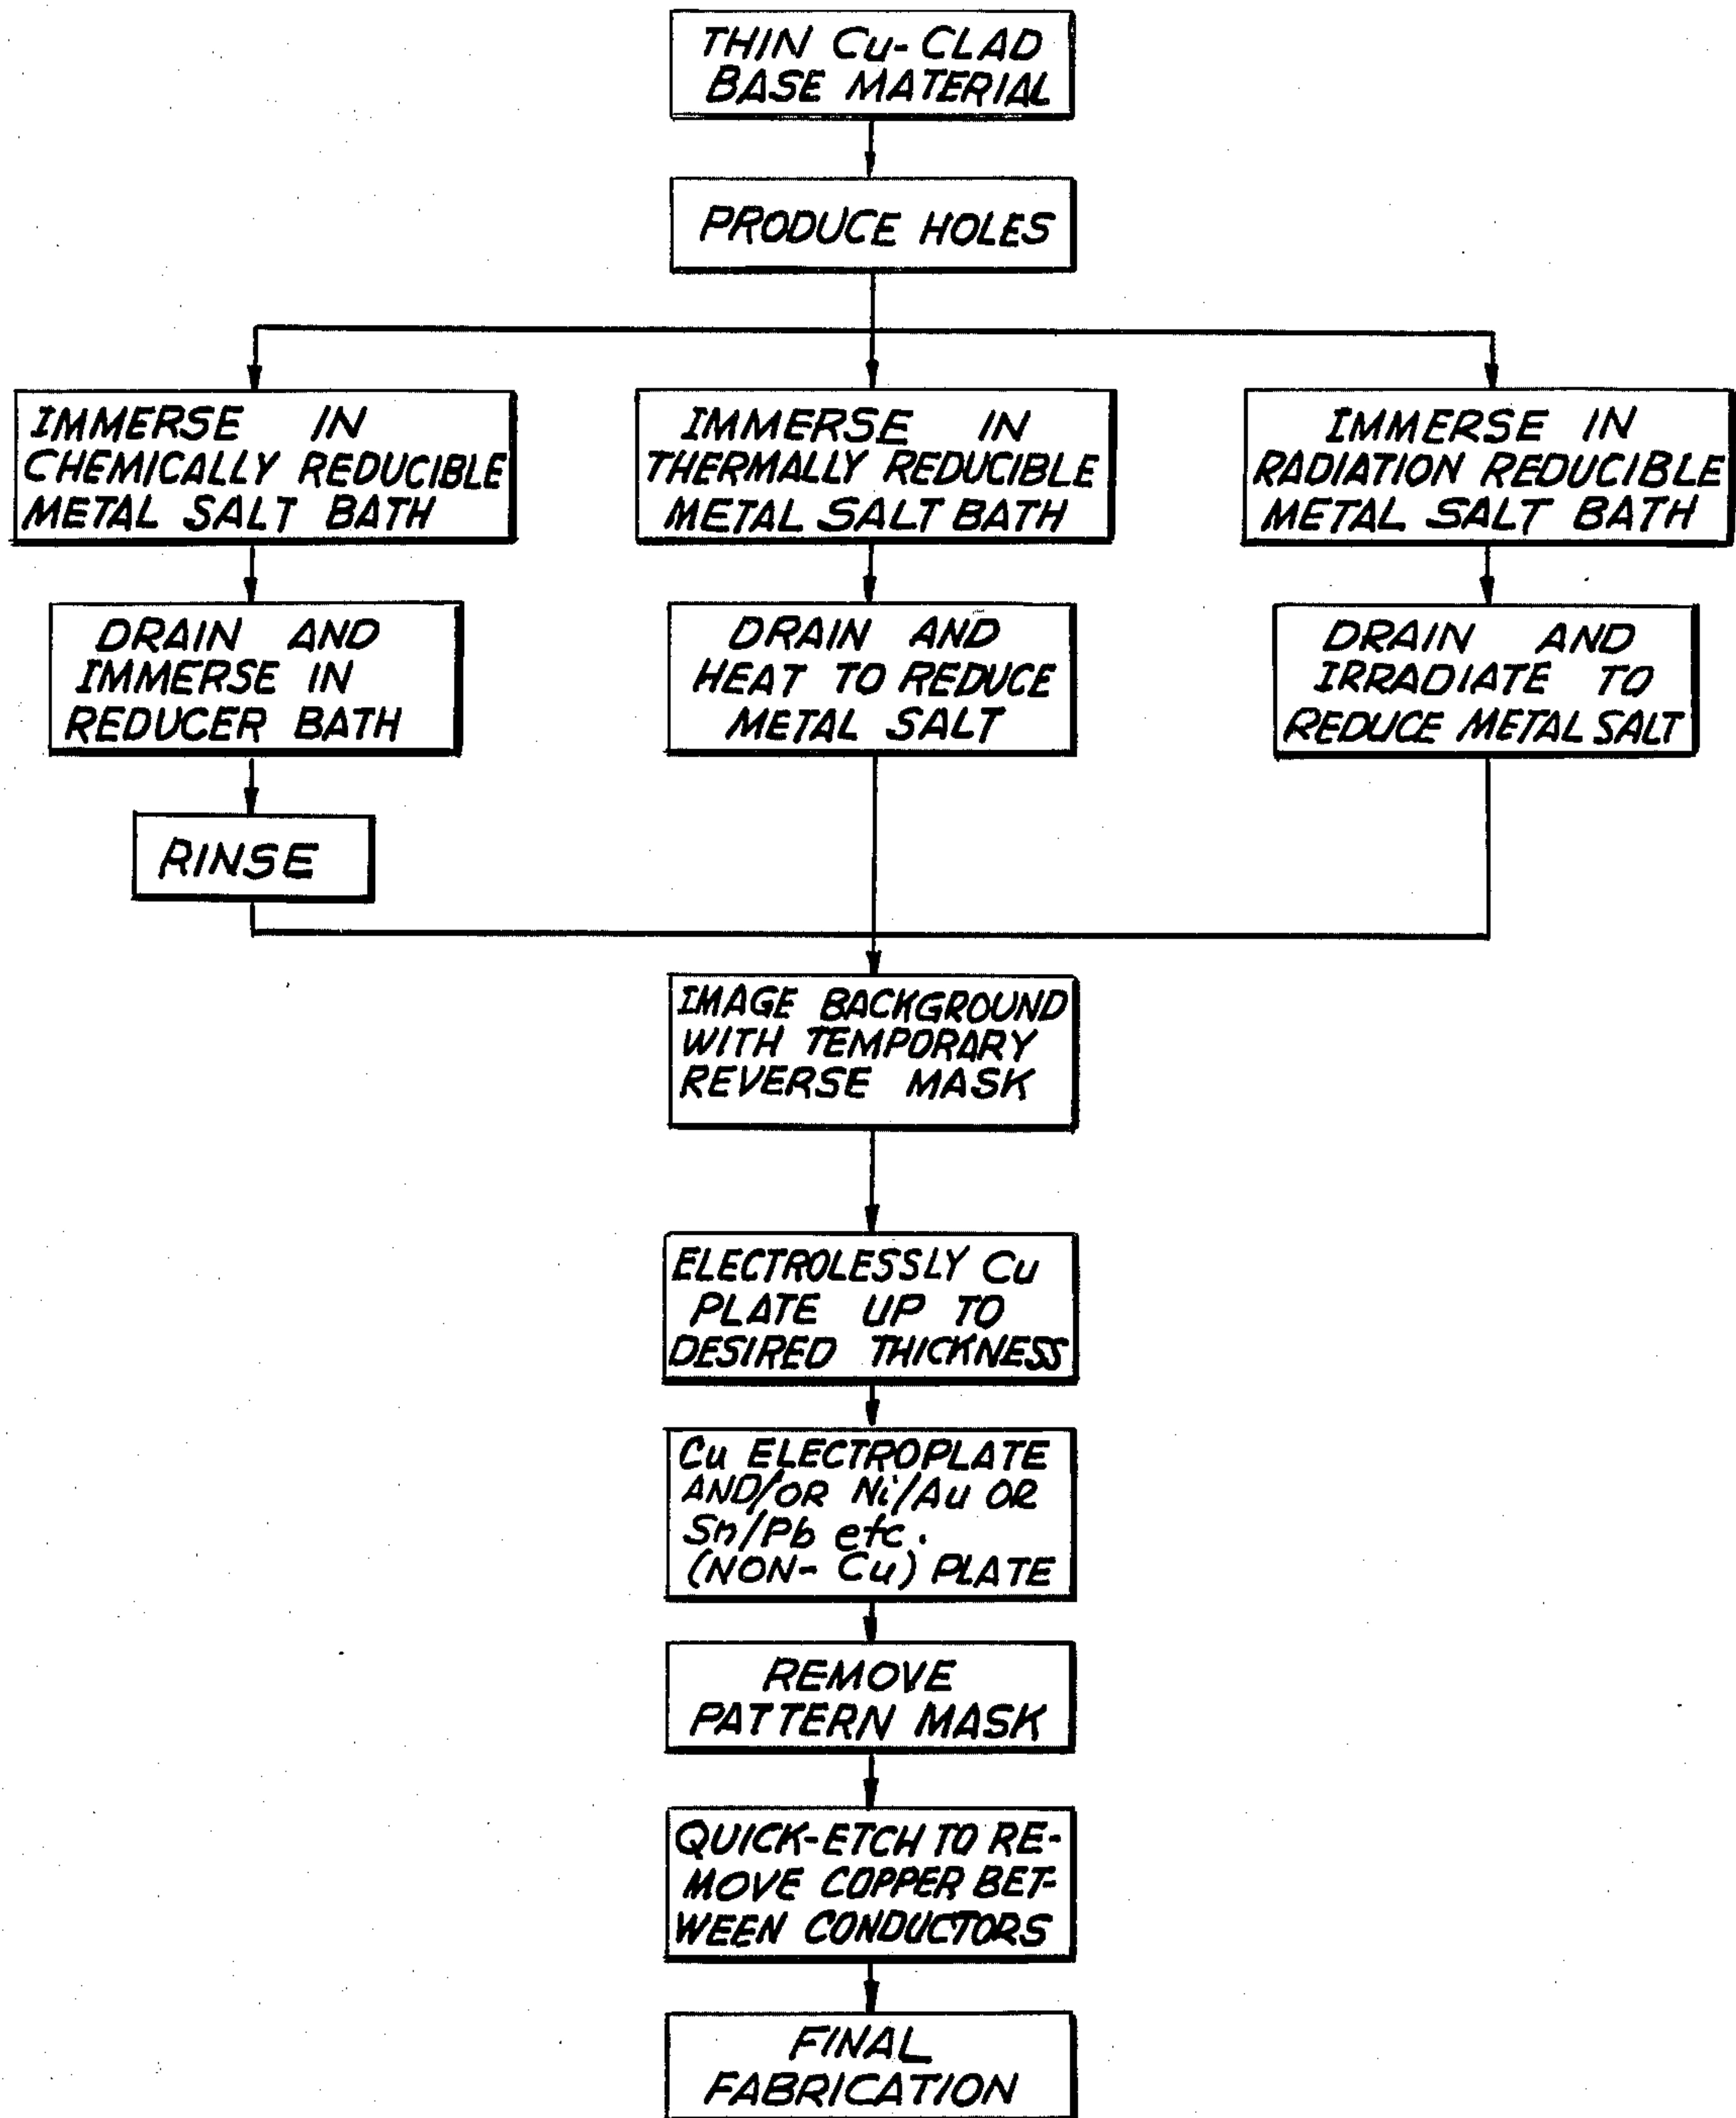 THIN Cu-CLAD
BASE MATERIAL
PRODUCE HOLES
IMMERSE IN
CHEMICALLY REDUCIBLE
METAL SALT BATH
IMMERSE IN
THERMALLY REDUCIBLE
METAL SALT BATH
IMMERSE IN
RADIATION REDUCIBLE
METAL SALT BATH
DRAIN AND
IMMERSE IN
REDUCER BATH
DRAIN AND
HEAT TO REDUCE
METAL SALT
DRAIN AND
IRRADIATE TO
REDUCE METAL SALT
RINSE
IMAGE BACKGROUND
WITH TEMPORARY
REVERSE MASK
ELECTROLESSLY Cu
PLATE UP TO
DESIRED THICKNESS
Cu ELECTROPLATE
AND/OR Ni/Au OR
Sn/Pb etc.
(NON- Cu) PLATE
REMOVE
PATTERN MASK
QUICK-ETCH TO RE-
MOVE COPPER BET-
WEEN CONDUCTORS
FINAL
FABRICATION